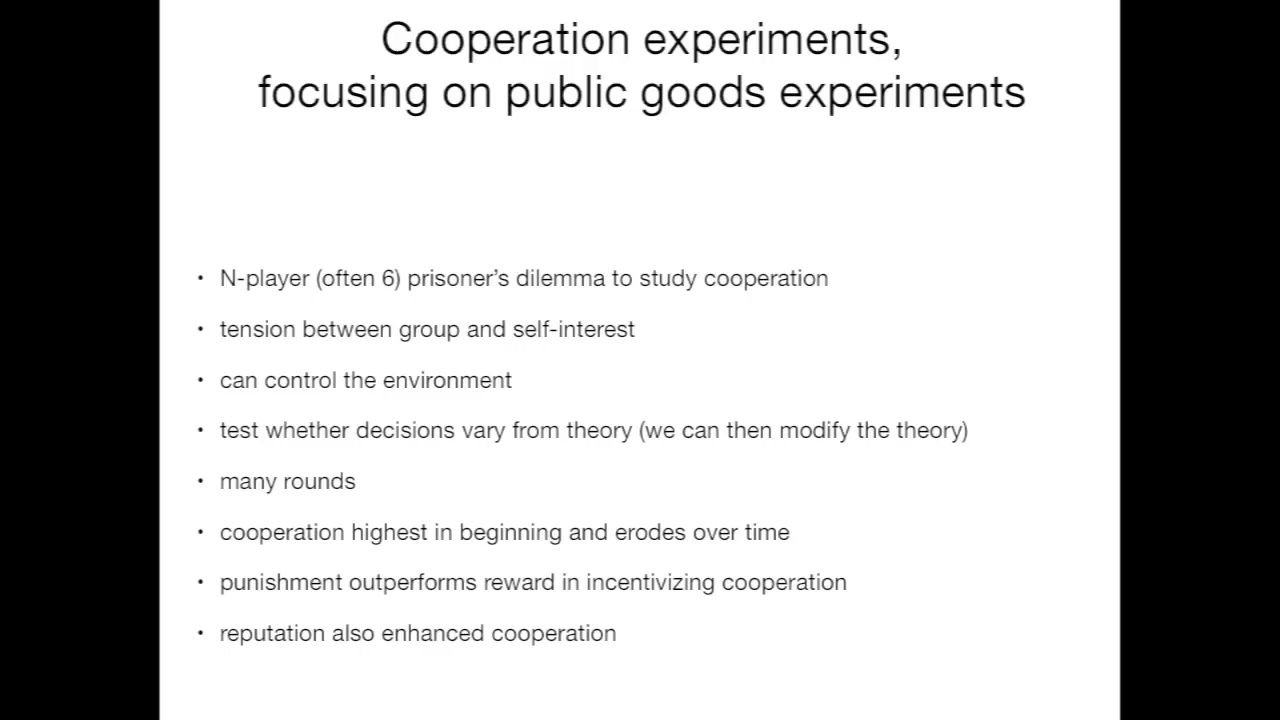 Cooperation experiments,
focusing on public goods experiments
• N-player (often 6) prisoner’s dilemma to study cooperation
• tension between group and self-interest
• can control the environment
• test whether decisions vary from theory (we can then modify the theory)
• many rounds
• cooperation highest in beginning and erodes over time
• punishment outperforms reward in incentivizing cooperation
• reputation also enhanced cooperation